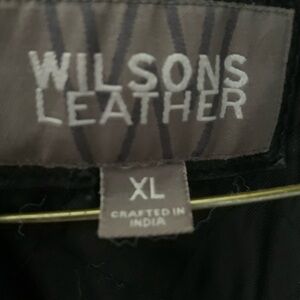 WILSONS
LEATHER
XL
CRAFTED IN
INDIA